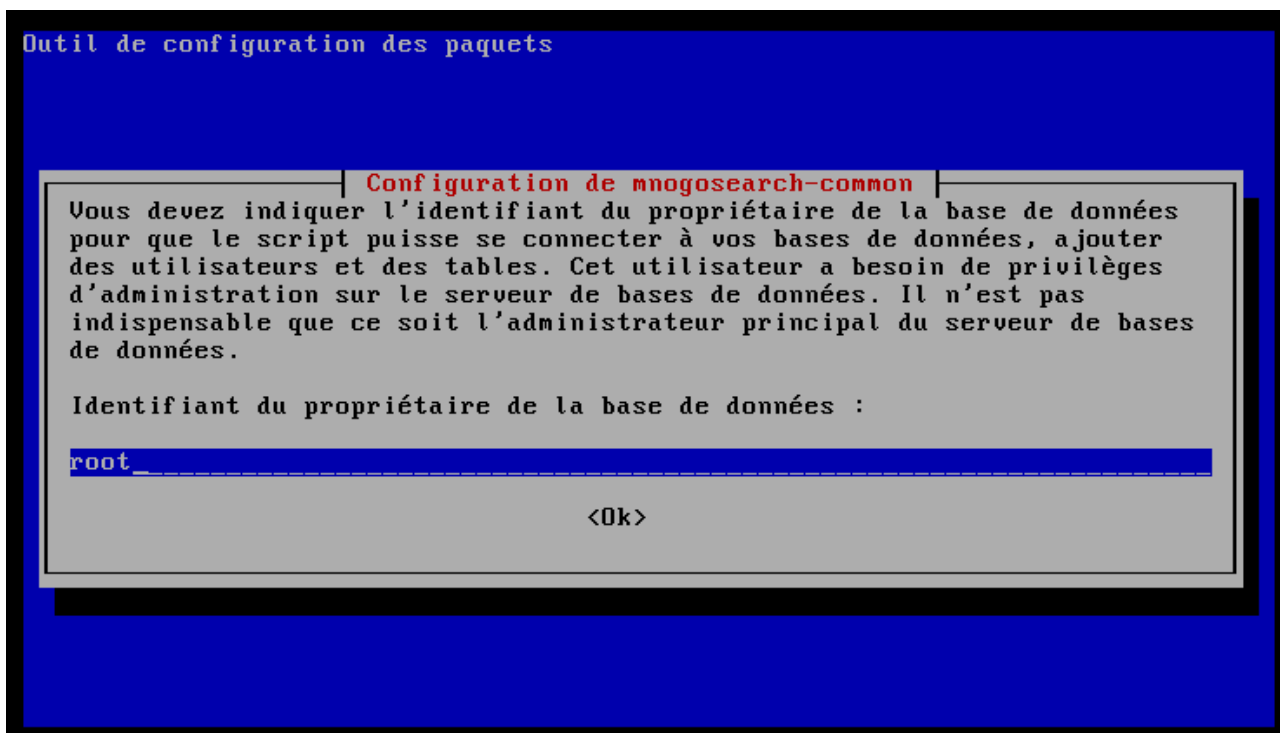 Outil de configuration des paquets
Configuration de mnogosearch-common
Vous devez indiquer l'identifiant du propriétaire de la base de données
pour que le script puisse se connecter à vos bases de données, ajouter
des utilisateurs et des tables. Cet utilisateur a besoin de privilèges
d'administration sur le serveur de bases de données. Il n'est pas
indispensable que ce soit l'administrateur principal du serveur de bases
de données.
Identifiant du propriétaire de la base de données :
root
<Ok>